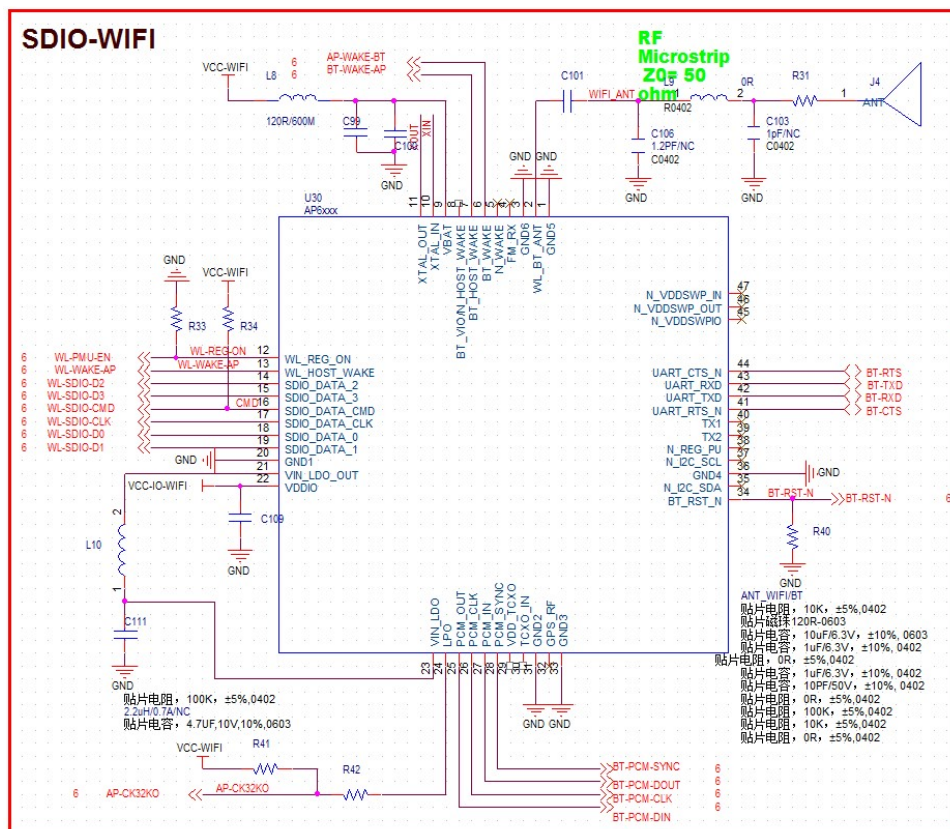 SDIO-WIFI
RF
Microstrip
Z0= 50
ohm
AP-WAKE-BT
BT-WAKE-AP
6
6
VCC-WIFI
L8
120R/600M
C99
C100
GND
XOUT
XIN
C101
WIFI_ANT
L9
1
2
0R
R0402
R31
1
J4
ANT
C106
1.2PF/NC
C0402
GND
C103
1pF/NC
C0402
GND
GND
GND
U30
AP6xxx
11
10
9
8
7
6
5
4
3
2
1
XTAL_OUT
XTAL_IN
VBAT
BT_VIO/N_HOST_WAKE
BT_HOST_WAKE
BT_WAKE
N_WAKE
FM_RX
GND6
WL_BT_ANT
GND5
GND
VCC-WIFI
R33
R34
6 WL-PMU-EN WL-REG-ON 12 WL_REG_ON
6 WL-WAKE-AP WL-WAKE-AP 13 WL_HOST_WAKE
6 WL-SDIO-D2 14 SDIO_DATA_2
6 WL-SDIO-D3 15 SDIO_DATA_3
6 WL-SDIO-CMD CMD 16 SDIO_DATA_CMD
6 WL-SDIO-CLK 17 SDIO_DATA_CLK
6 WL-SDIO-D0 18 SDIO_DATA_0
6 WL-SDIO-D1 19 SDIO_DATA_1
GND 20 GND1
21 VIN_LDO_OUT
VCC-IO-WIFI 22 VDDIO
N_VDDSWP_IN 47
N_VDDSWP_OUT 46
N_VDDSWPIO 45
UART_CTS_N 44 BT-RTS
UART_RXD 43 BT-TXD
UART_TXD 42 BT-RXD
UART_RTS_N 41 BT-CTS
TX1 40
TX2 39
N_REG_PU 38
N_I2C_SCL 37
GND4 36 GND
N_I2C_SDA 35
BT_RST_N 34 BT-RST-N BT-RST-N 6
C109
GND
R40
GND
2
L10
1
C111
GND
VIN_LDO
LPO
PCM_OUT
PCM_CLK
PCM_IN
PCM_SYNC
VDD_TCXO
TCXO_IN
GND2
GPS_RF
GND3
23
24
25
26
27
28
29
30
31
32
33
GND
GND
ANT_WIFI/BT
贴片电阻，10K，±5%,0402
贴片磁珠120R-0603
贴片电容，10uF/6.3V，±10%, 0603
贴片电容，1uF/6.3V，±10%, 0402
贴片电阻，0R，±5%,0402
贴片电容，1uF/6.3V，±10%, 0402
贴片电容，10PF/50V，±10%, 0402
贴片电阻，0R，±5%,0402
贴片电阻，100K，±5%,0402
贴片电阻，10K，±5%,0402
贴片电阻，0R，±5%,0402
贴片电阻，100K，±5%,0402
2.2uH/0.7A/NC
贴片电容，4.7UF,10V,10%,0603
VCC-WIFI
R41
R42
6 AP-CK32KO AP-CK32KO
BT-PCM-SYNC 6
BT-PCM-DOUT 6
BT-PCM-CLK 6
BT-PCM-DIN 6